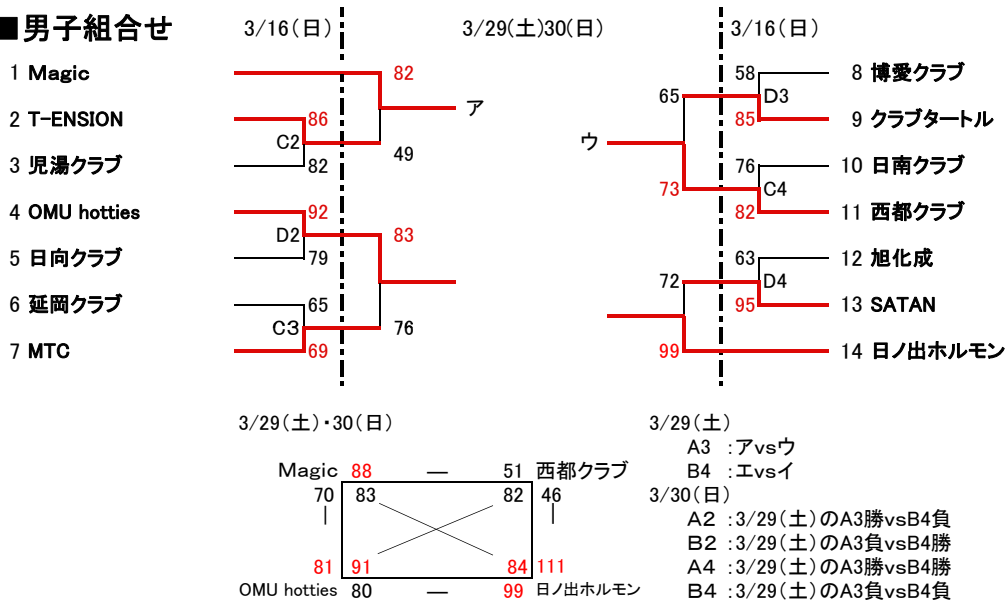 ■男子組合せ
3/16(日)
3/29(土)30(日)
3/16(日)
1 Magic
82
58
8 博愛クラブ
ア
65
D3
2 T-ENSION
86
85
9 クラブタートル
C2
49
ウ
3 児湯クラブ
82
76
10 日南クラブ
73
C4
4 OMU hotties
92
82
11 西都クラブ
D2
83
5 日向クラブ
79
63
12 旭化成
72
D4
6 延岡クラブ
65
95
13 SATAN
C3
76
7 MTC
69
99
14 日ノ出ホルモン
3/29(土)・30(日)
Magic 88 — 51 西都クラブ
70 83 82 46
| |
81 91 84 111
OMU hotties 80 — 99 日ノ出ホルモン
3/29(土)
A3 :アvsウ
B4 :エvsイ
3/30(日)
A2 :3/29(土)のA3勝vsB4負
B2 :3/29(土)のA3負vsB4勝
A4 :3/29(土)のA3勝vsB4勝
B4 :3/29(土)のA3負vsB4負